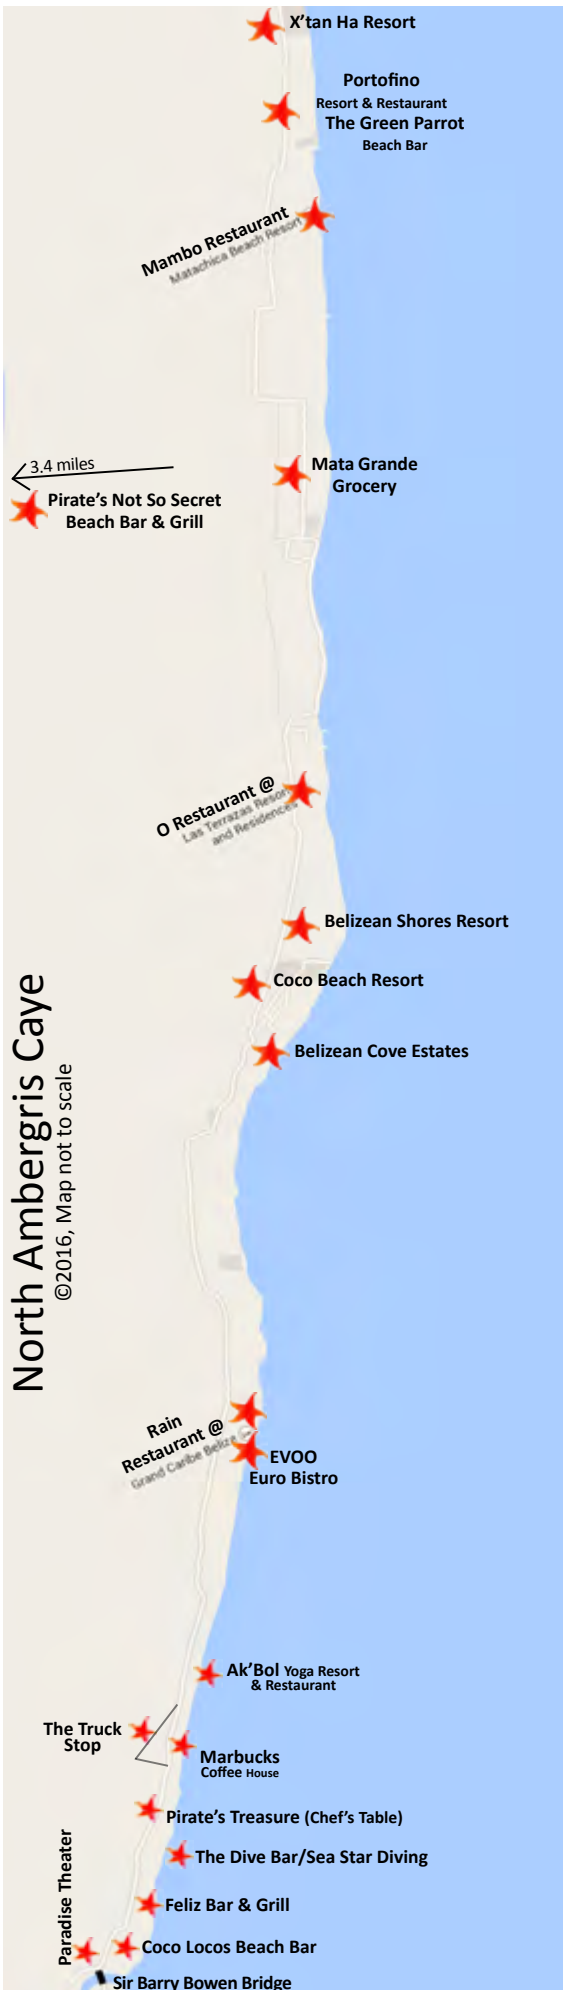 X'tan Ha Resort
Portofino
Resort & Restaurant
The Green Parrot
Beach Bar
Mambo Restaurant
Matachica Beach Resort
3.4 miles
Mata Grande
Grocery
Pirate's Not So Secret
Beach Bar & Grill
O Restaurant @
Las Terrazas Resort
and Residences
Belizean Shores Resort
Coco Beach Resort
Belizean Cove Estates
North Ambergris Caye
©2016, Map not to scale
Rain
Restaurant @
Grand Caribe Belize
EVOO
Euro Bistro
Ak'Bol Yoga Resort
& Restaurant
The Truck
Stop
Marbucks
Coffee House
Pirate's Treasure (Chef's Table)
The Dive Bar/Sea Star Diving
Feliz Bar & Grill
Paradise Theater
Coco Locos Beach Bar
Sir Barry Bowen Bridge